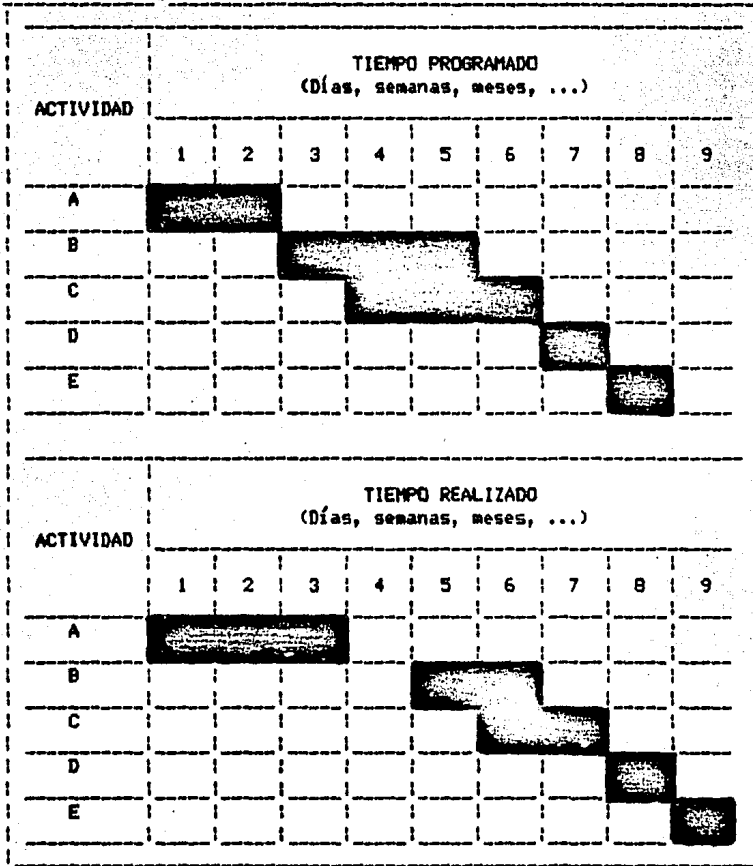 TIEMPO PROGRAMADO
(Días, semanas, meses, ...)
ACTIVIDAD
1 2 3 4 5 6 7 8 9
A
B
C
D
E
TIEMPO REALIZADO
(Días, semanas, meses, ...)
ACTIVIDAD
1 2 3 4 5 6 7 8 9
A
B
C
D
E